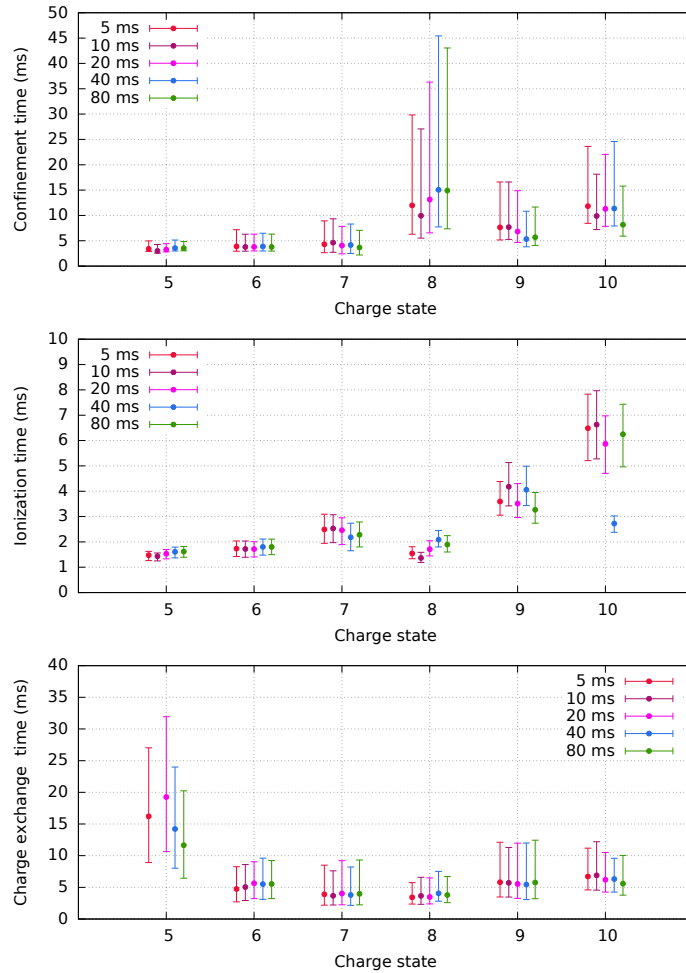 Confinement time (ms)
50
45
40
35
30
25
20
15
10
5
0
5 ms
10 ms
20 ms
40 ms
80 ms
5 6 7 8 9 10
Charge state
Ionization time (ms)
10
9
8
7
6
5
4
3
2
1
0
5 ms
10 ms
20 ms
40 ms
80 ms
5 6 7 8 9 10
Charge state
Charge exchange time (ms)
40
35
30
25
20
15
10
5
0
5 ms
10 ms
20 ms
40 ms
80 ms
5 6 7 8 9 10
Charge state